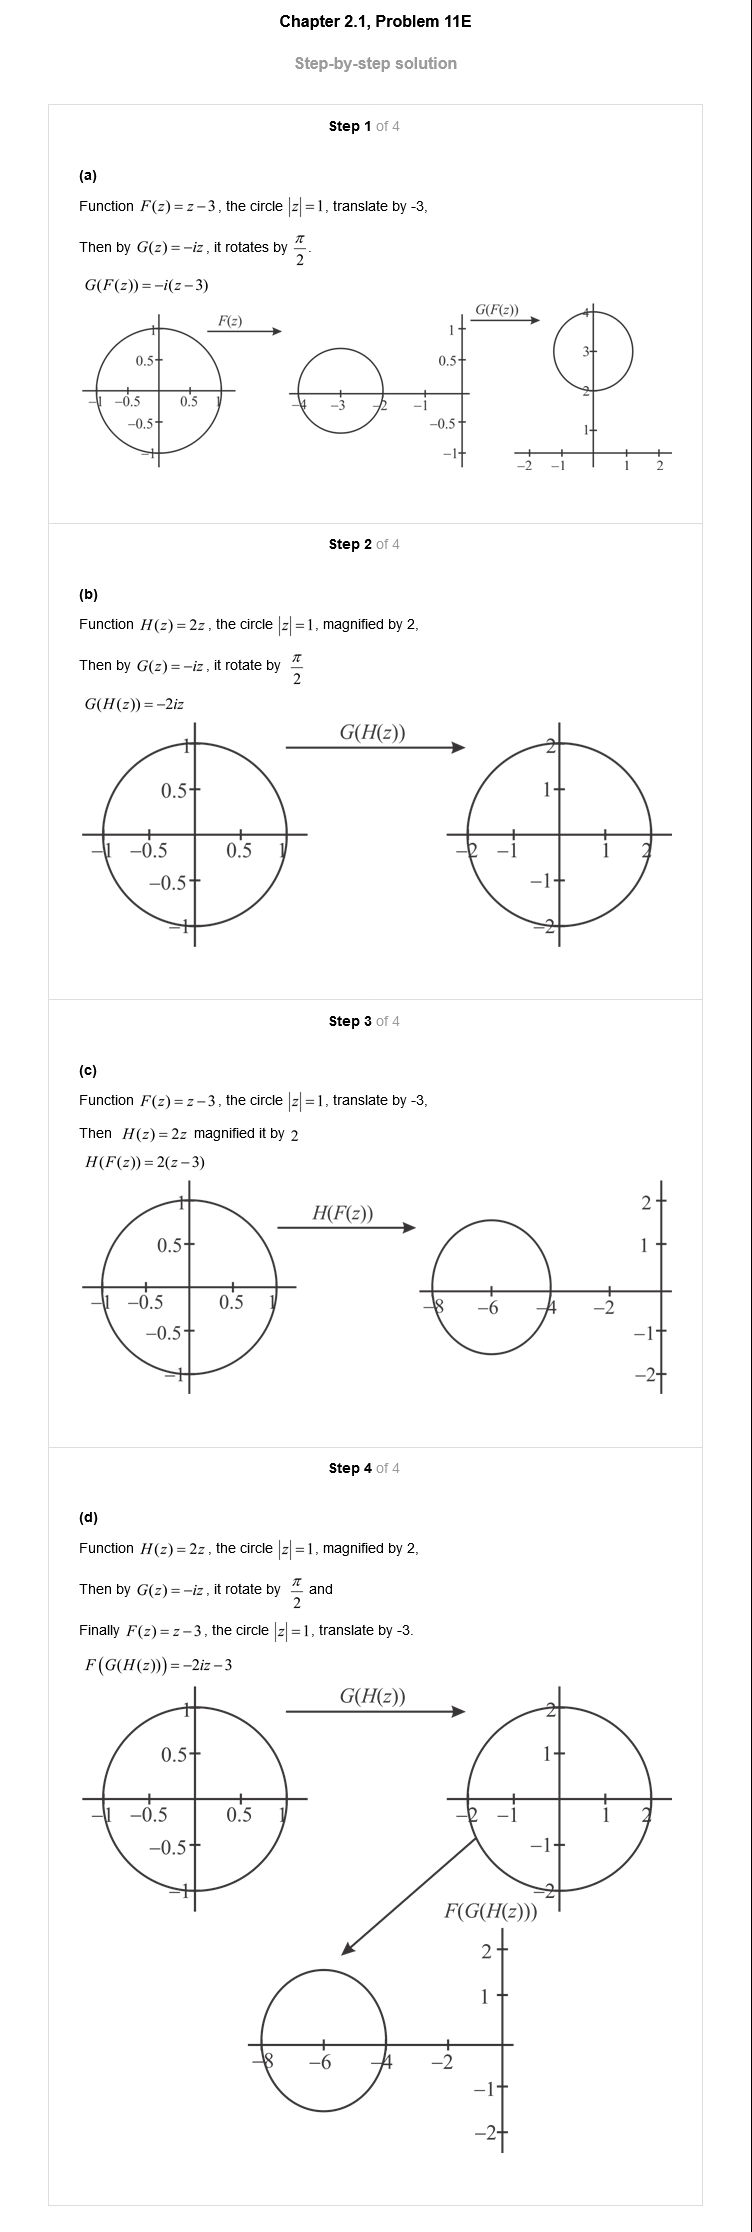 Chapter 2.1, Problem 11E
Step-by-step solution
Step 1 of 4
(a)
Function F(z) = z − 3, the circle |z| = 1, translate by -3,
Then by G(z) = −iz, it rotates by π/2.
G(F(z)) = −i(z − 3)
F(z)
1
0.5
−1 −0.5 0.5 1
−0.5
−1
G(F(z))
1
0.5
−4 −3 −2 −1
−0.5
−1
4
3
2
1
−2 −1 1 2
Step 2 of 4
(b)
Function H(z) = 2z, the circle |z| = 1, magnified by 2,
Then by G(z) = −iz, it rotate by π/2
G(H(z)) = −2iz
G(H(z))
1
0.5
−1 −0.5 0.5 1
−0.5
−1
2
1
−2 −1 1 2
−1
−2
Step 3 of 4
(c)
Function F(z) = z − 3, the circle |z| = 1, translate by -3,
Then H(z) = 2z magnified it by 2
H(F(z)) = 2(z − 3)
H(F(z))
1
0.5
−1 −0.5 0.5 1
−0.5
−1
2
1
−8 −6 −4 −2
−1
−2
Step 4 of 4
(d)
Function H(z) = 2z, the circle |z| = 1, magnified by 2,
Then by G(z) = −iz, it rotate by π/2 and
Finally F(z) = z − 3, the circle |z| = 1, translate by -3.
F(G(H(z))) = −2iz − 3
G(H(z))
1
0.5
−1 −0.5 0.5 1
−0.5
−1
2
1
−2 −1 1 2
−1
−2
F(G(H(z)))
2
1
−8 −6 −4 −2
−1
−2